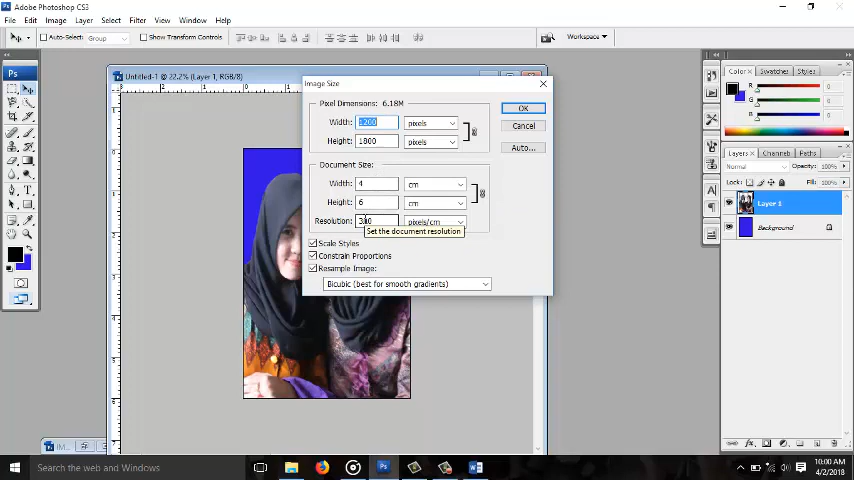 Adobe Photoshop CS3
File Edit Image Layer Select Filter View Window Help
Auto-Select: Group Show Transform Controls Workspace
Untitled-1 @ 22.2% (Layer 1, RGB/8)
Image Size
Pixel Dimensions: 6.18M
Width: 1200 pixels
Height: 1800 pixels
Document Size:
Width: 4 cm
Height: 6 cm
Resolution: 300 pixels/cm
Set the document resolution
Scale Styles
Constrain Proportions
Resample Image:
Bicubic (best for smooth gradients)
OK
Cancel
Auto...
Color Swatches Styles
R 0
G 0
B 0
Layers Channels Paths
Normal Opacity: 100%
Lock: Fill: 100%
Layer 1
Background
Ps
Search the web and Windows
10:00 AM
4/2/2018